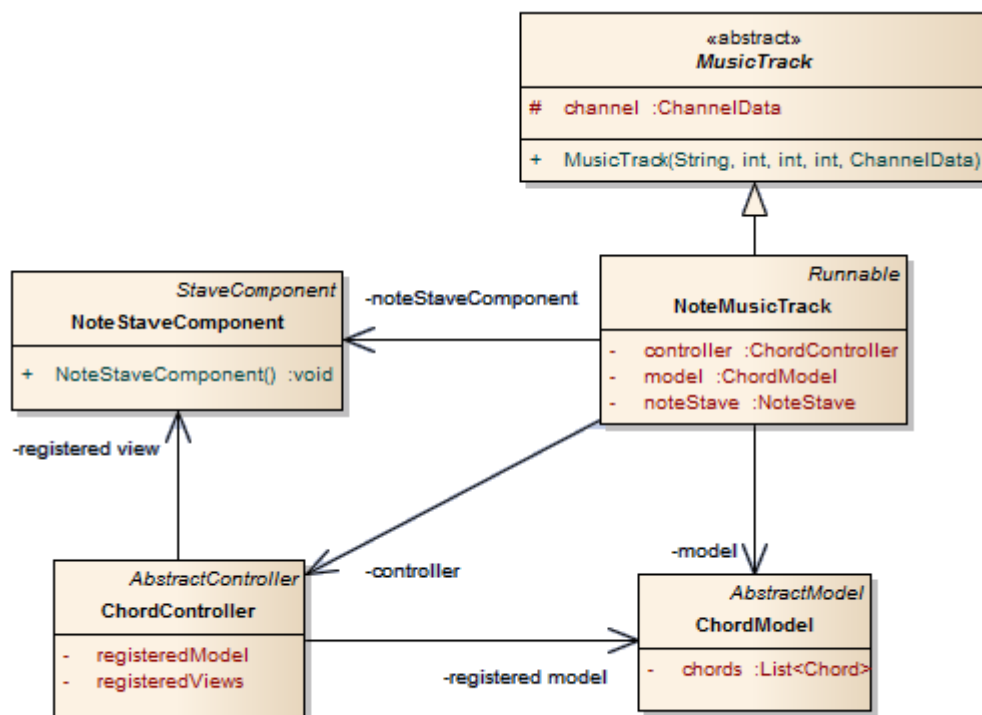 «abstract»
MusicTrack
# channel :ChannelData
+ MusicTrack(String, int, int, int, ChannelData)
StaveComponent
NoteStaveComponent
+ NoteStaveComponent() :void
-noteStaveComponent
Runnable
NoteMusicTrack
- controller :ChordController
- model :ChordModel
- noteStave :NoteStave
-registered view
-controller
-model
AbstractController
ChordController
- registeredModel
- registeredViews
-registered model
AbstractModel
ChordModel
- chords :List<Chord>